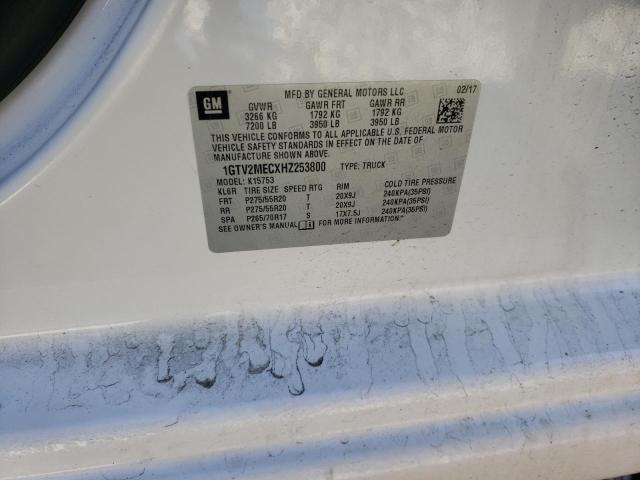 GM
MFD BY GENERAL MOTORS LLC 02/17
GVWR GAWR FRT GAWR RR
3266 KG 1792 KG 1792 KG
7200 LB 3950 LB 3950 LB
THIS VEHICLE CONFORMS TO ALL APPLICABLE U.S. FEDERAL MOTOR
VEHICLE SAFETY STANDARDS IN EFFECT ON THE DATE OF
MANUFACTURE SHOWN ABOVE.
1GTV2MECXHZ253800 TYPE: TRUCK
MODEL: K15753
KL6R TIRE SIZE SPEED RTG RIM COLD TIRE PRESSURE
FRT P275/55R20 T 20X9J 240KPA(35PSI)
RR P275/55R20 T 20X9J 240KPA(35PSI)
SPA P265/70R17 S 17X7.5J 240KPA(35PSI)
SEE OWNER'S MANUAL FOR MORE INFORMATION.